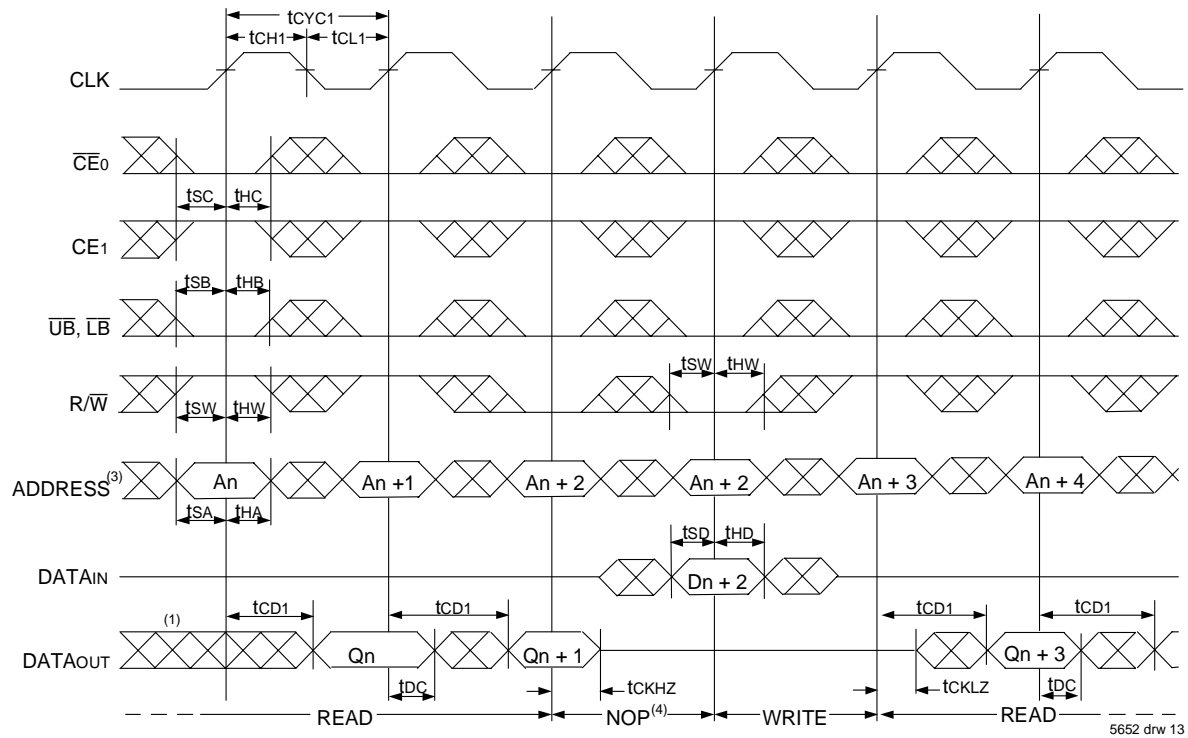 tCYC1
tCH1 tCL1
CLK
CE0
tSC tHC
CE1
tSB tHB
UB, LB
tSW tHW
R/W
tSW tHW
ADDRESS(3) An An +1 An + 2 An + 2 An + 3 An + 4
tSA tHA
tSD tHD
DATAIN Dn + 2
tCD1 tCD1 tCD1 tCD1
(1)
DATAOUT Qn Qn + 1 Qn + 3
tDC tCKHZ tCKLZ tDC
READ NOP(4) WRITE READ
5652 drw 13